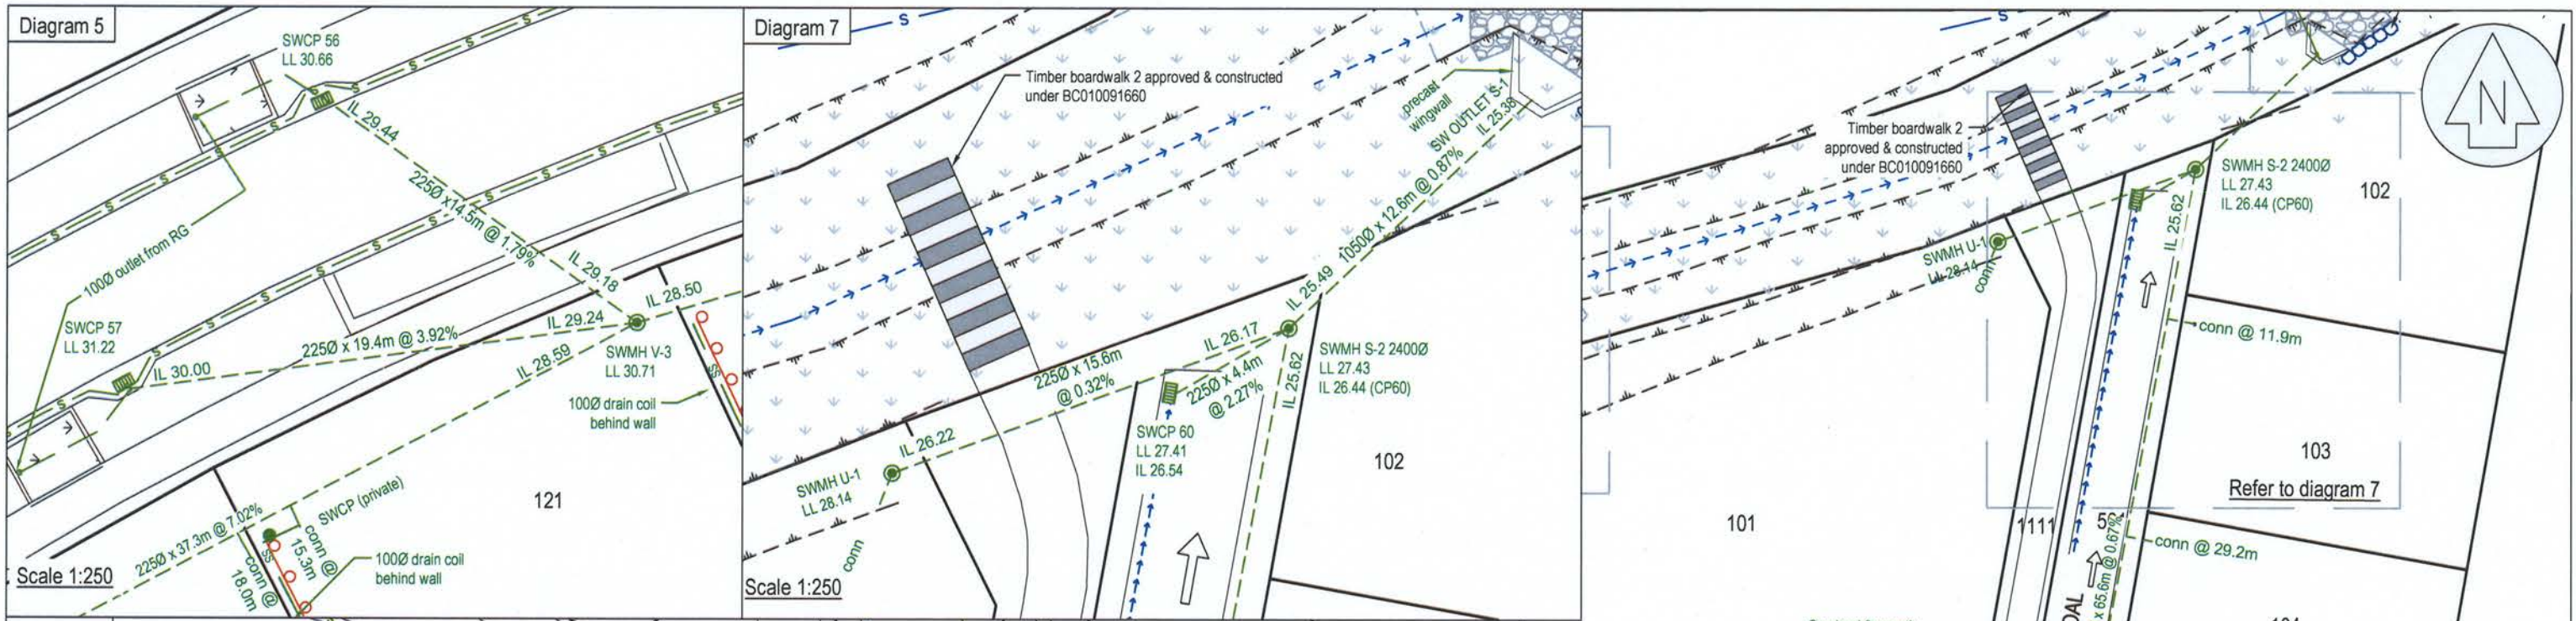 Diagram 5
SWCP 56
LL 30.66
IL 29.44
225Ø x14.5m @ 1.79%
IL 29.18
100Ø outlet from RG
SWCP 57
LL 31.22
IL 30.00
225Ø x 19.4m @ 3.92%
IL 29.24
IL 28.50
IL 28.59
SWMH V-3
LL 30.71
100Ø drain coil
behind wall
SS
121
SWCP (private)
225Ø x 37.3m @ 7.02%
conn @
15.3m
conn @
18.0m
SS
100Ø drain coil
behind wall
Scale 1:250
Diagram 7
S
Timber boardwalk 2 approved & constructed
under BC010091660
precast
wingwall
SW OUTLET S-1
IL 25.38
1050Ø x 12.6m @ 0.87%
IL 25.49
IL 26.17
225Ø x 15.6m
@ 0.32%
225Ø x 4.4m
@ 2.27%
IL 25.62
SWMH S-2 2400Ø
LL 27.43
IL 26.44 (CP60)
IL 26.22
SWMH U-1
LL 28.14
conn
SWCP 60
LL 27.41
IL 26.54
102
Scale 1:250
S
Timber boardwalk 2
approved & constructed
under BC010091660
N
SWMH S-2 2400Ø
LL 27.43
IL 26.44 (CP60)
102
IL 25.62
SWMH U-1
LL 28.14
conn
conn @ 11.9m
103
Refer to diagram 7
101
1111
conn @ 29.2m
x 65.6m @ 0.67%